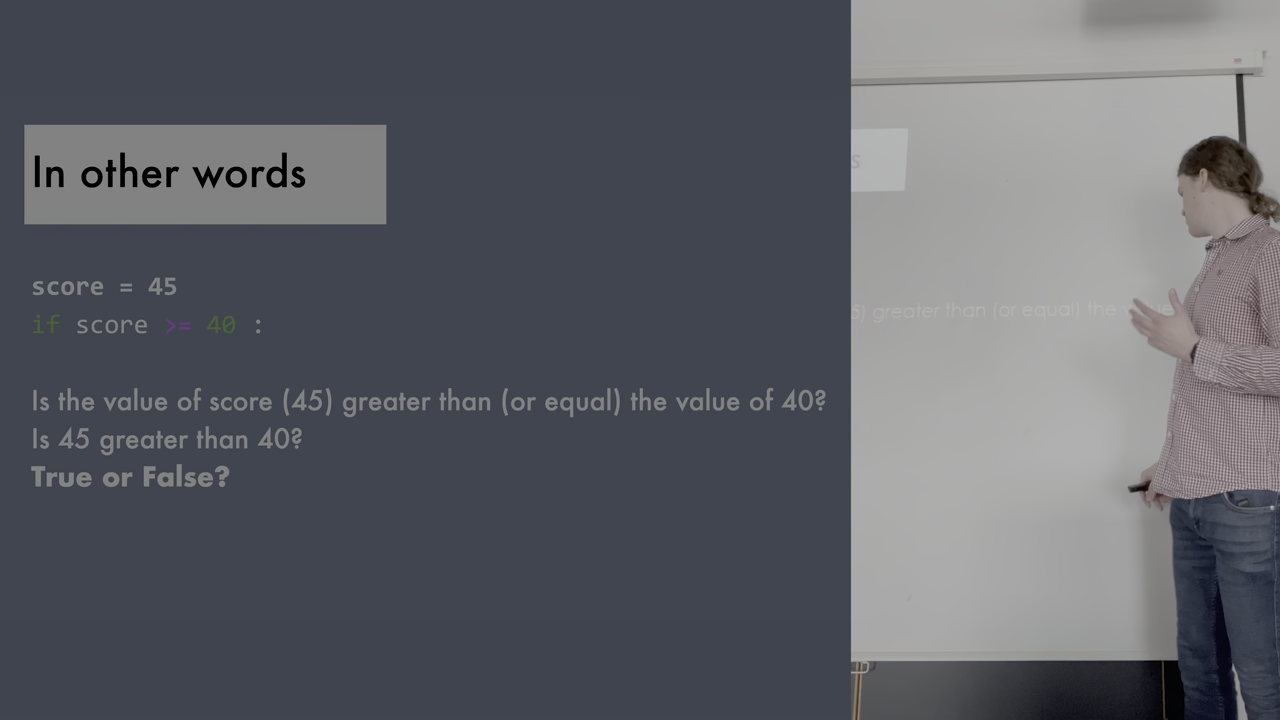 In other words
score = 45
if score >= 40 :
Is the value of score (45) greater than (or equal) the value of 40?
Is 45 greater than 40?
True or False?
S
5) greater than (or equal) the